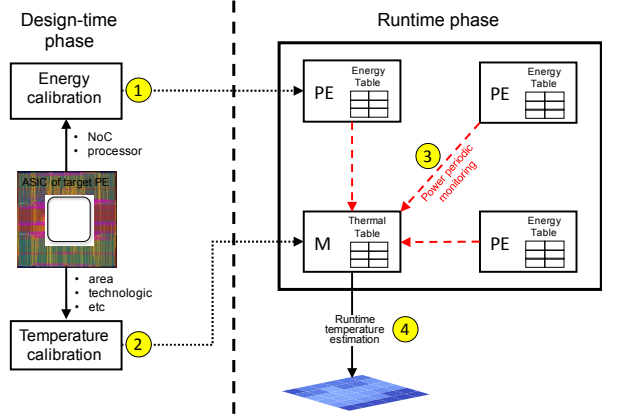 Design-time
phase
Energy
calibration
1
• NoC
• processor
ASIC of target PE
• area
• technologic
• etc
Temperature
calibration
2
Runtime phase
PE
Energy
Table
PE
Energy
Table
3
Power periodic
monitoring
M
Thermal
Table
PE
Energy
Table
Runtime
temperature
estimation
4